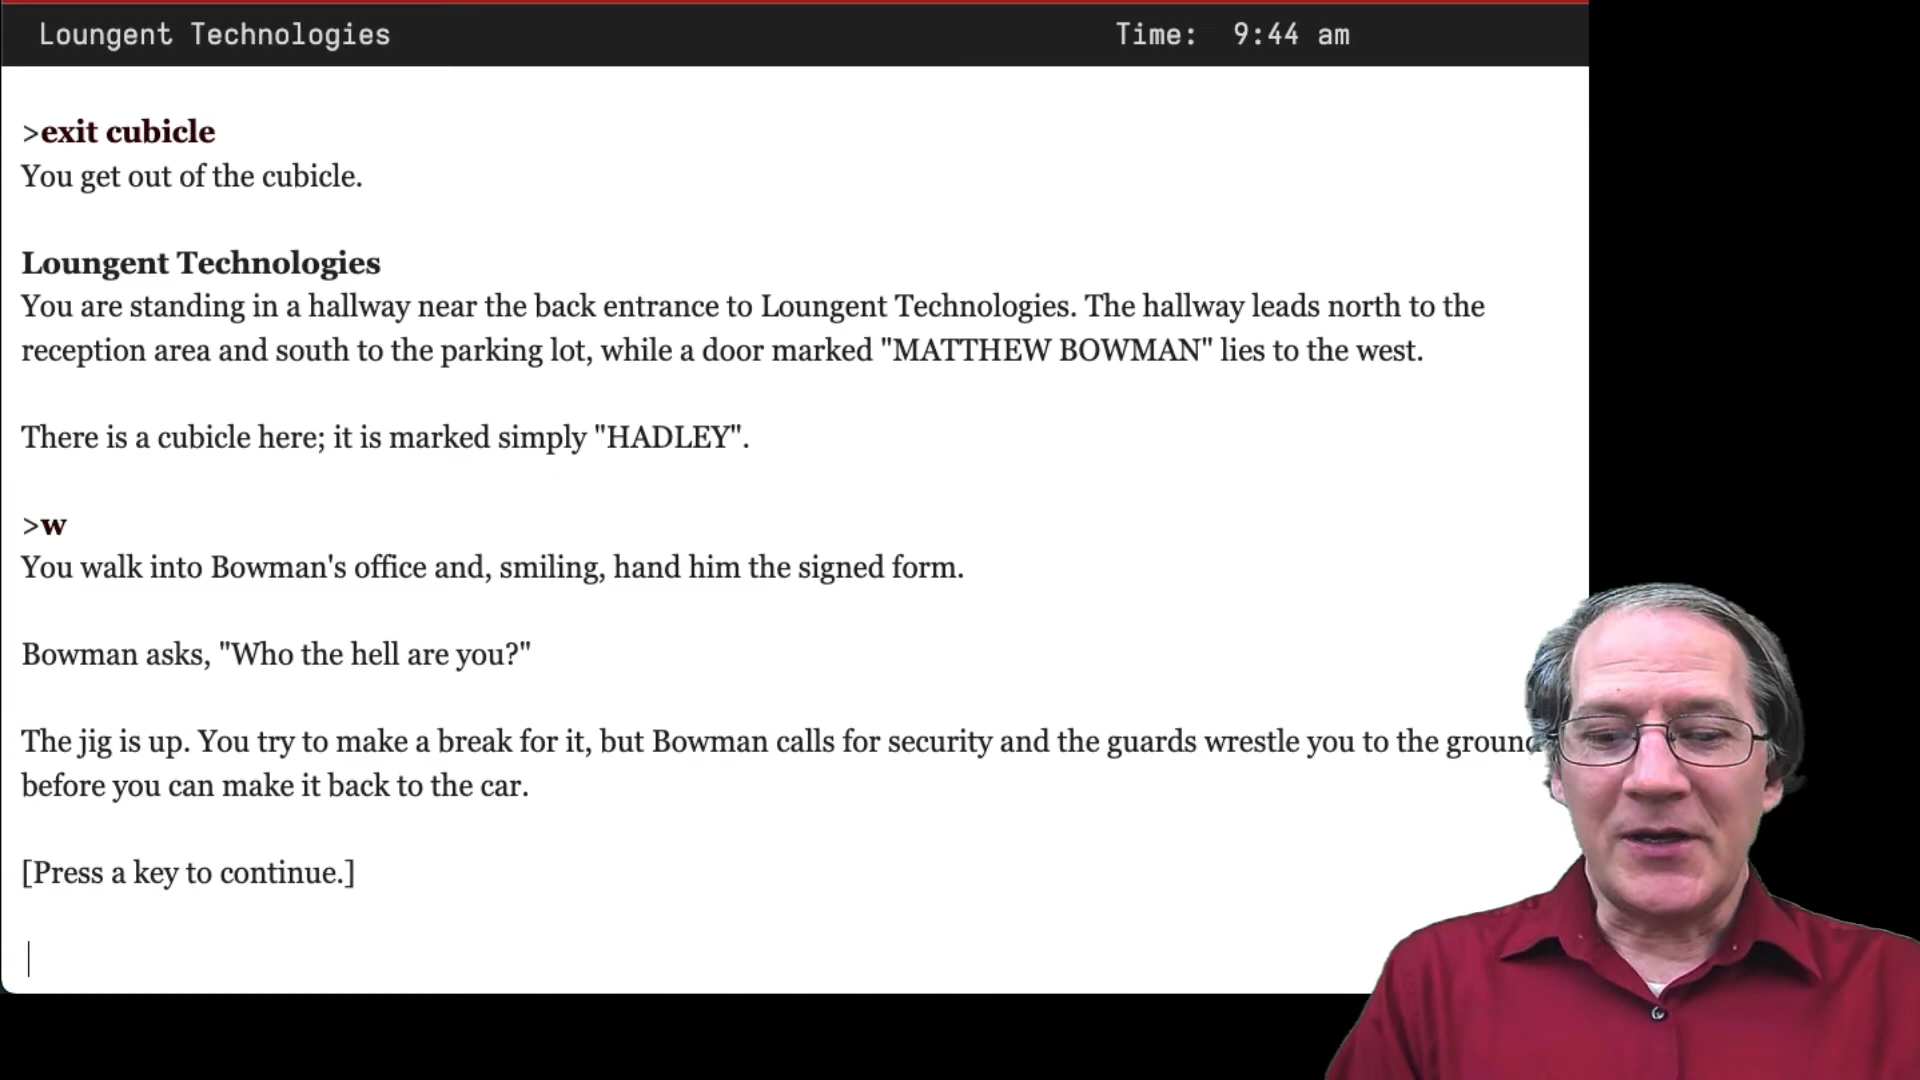 Loungent Technologies Time: 9:44 am
>exit cubicle
You get out of the cubicle.
Loungent Technologies
You are standing in a hallway near the back entrance to Loungent Technologies. The hallway leads north to the
reception area and south to the parking lot, while a door marked "MATTHEW BOWMAN" lies to the west.
There is a cubicle here; it is marked simply "HADLEY".
>w
You walk into Bowman's office and, smiling, hand him the signed form.
Bowman asks, "Who the hell are you?"
The jig is up. You try to make a break for it, but Bowman calls for security and the guards wrestle you to the ground
before you can make it back to the car.
[Press a key to continue.]